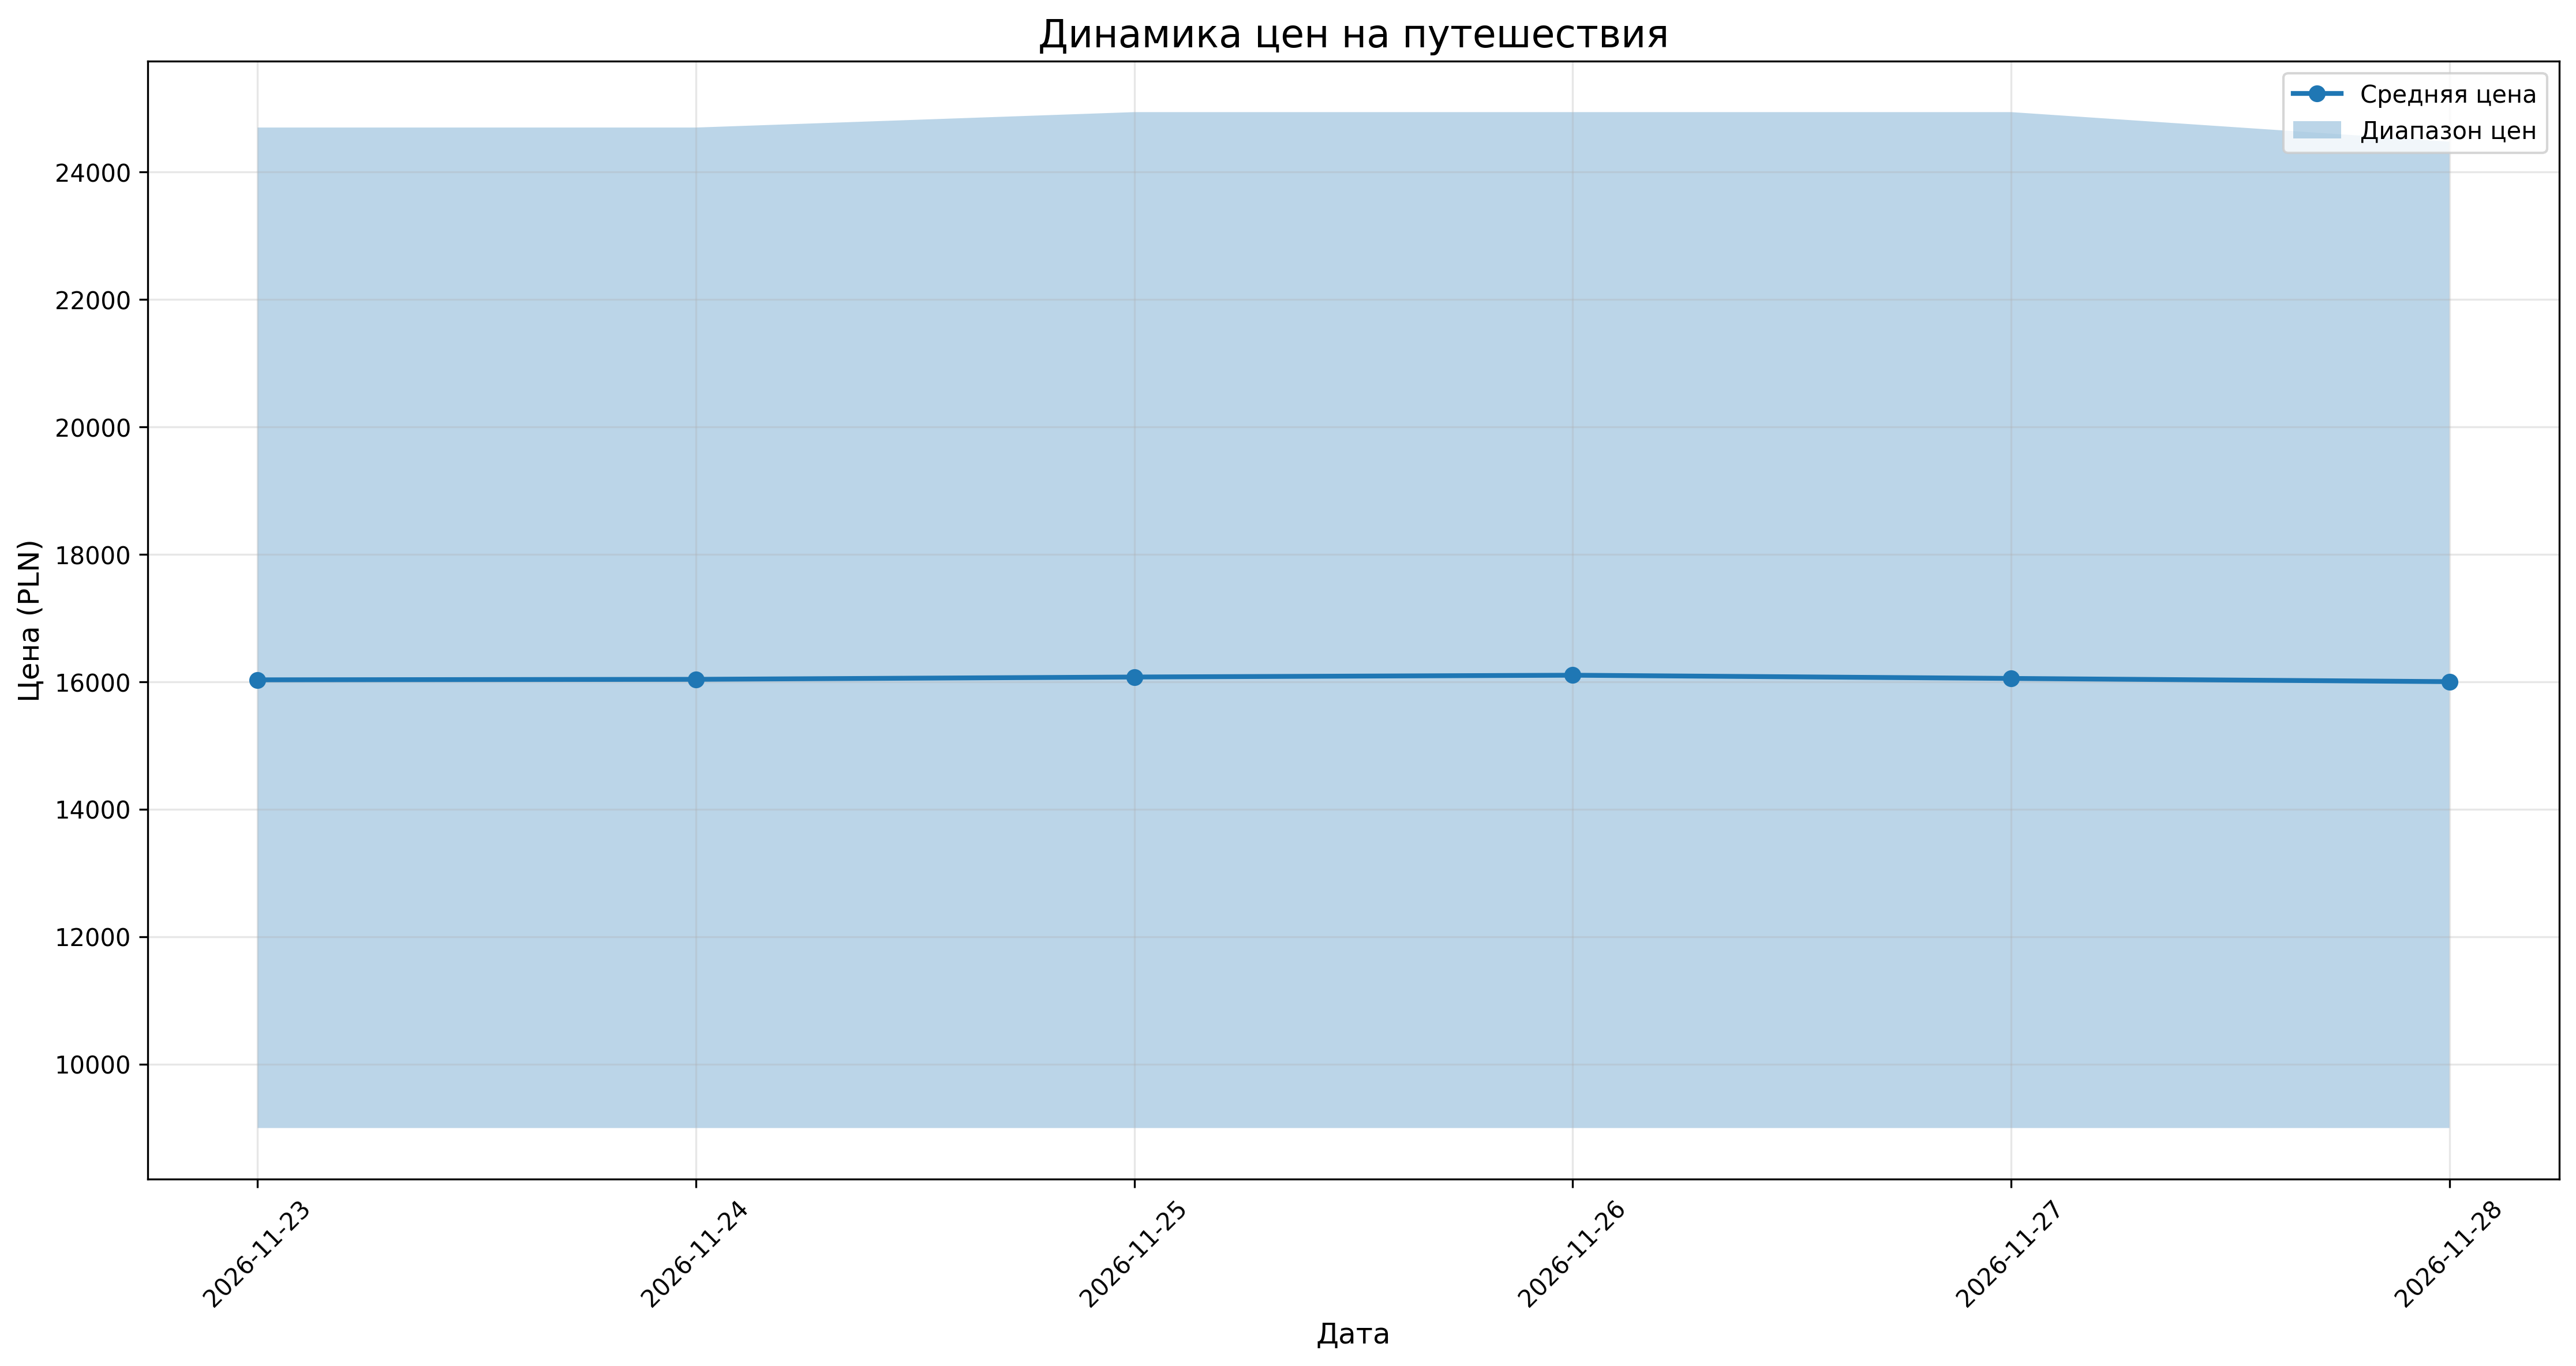 Динамика цен на путешествия
Средняя цена
Диапазон цен
Цена (PLN)
24000
22000
20000
18000
16000
14000
12000
10000
2026-11-23
2026-11-24
2026-11-25
2026-11-26
2026-11-27
2026-11-28
Дата